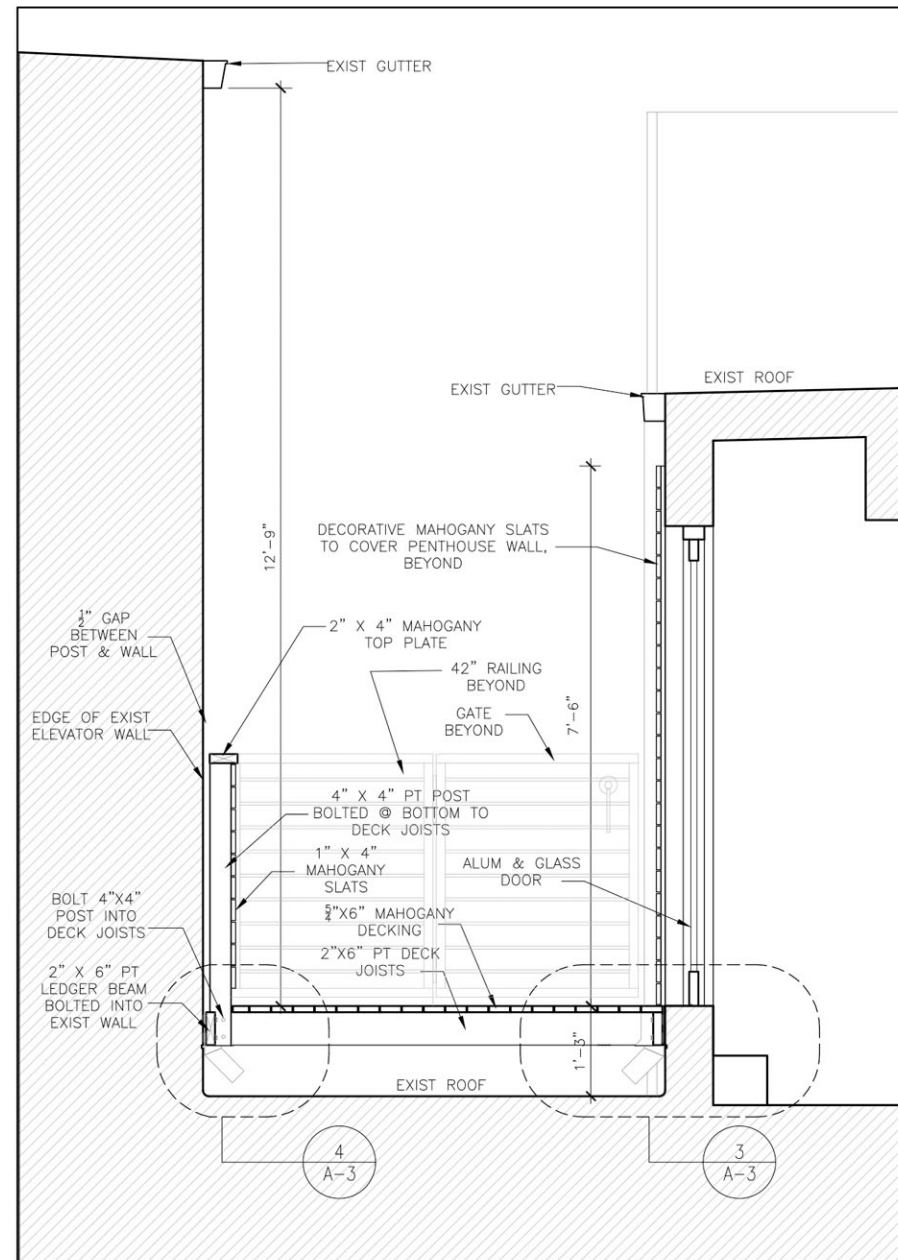 EXIST GUTTER
EXIST ROOF
EXIST GUTTER
12'-9"
DECORATIVE MAHOGANY SLATS
TO COVER PENTHOUSE WALL,
BEYOND
7'-6"
½" GAP
BETWEEN
POST & WALL
2" X 4" MAHOGANY
TOP PLATE
42" RAILING
BEYOND
GATE
BEYOND
EDGE OF EXIST
ELEVATOR WALL
4" X 4" PT POST
BOLTED @ BOTTOM TO
DECK JOISTS
1" X 4"
MAHOGANY
SLATS
ALUM & GLASS
DOOR
BOLT 4"X4"
POST INTO
DECK JOISTS
5/4"X6" MAHOGANY
DECKING
2"X6" PT DECK
JOISTS
2" X 6" PT
LEDGER BEAM
BOLTED INTO
EXIST WALL
1'-3"
EXIST ROOF
4
A-3
3
A-3